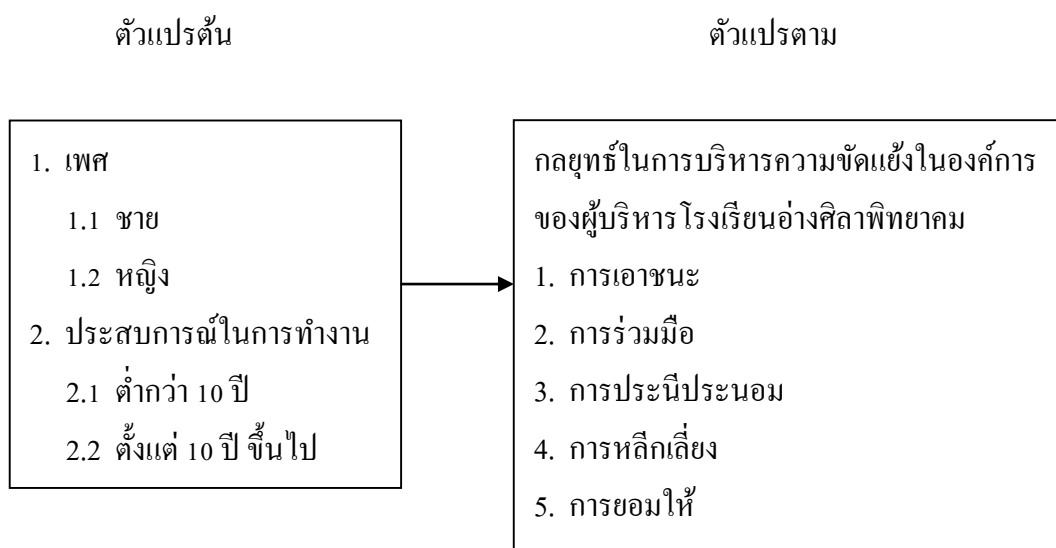 ตัวแปรต้น
ตัวแปรตาม
1. เพศ
1.1 ชาย
1.2 หญิง
2. ประสบการณ์ในการทำงาน
2.1 ต่ำกว่า 10 ปี
2.2 ตั้งแต่ 10 ปี ขึ้นไป
กลยุทธ์ในการบริหารความขัดแย้งในองค์การ
ของผู้บริหารโรงเรียนอ่างศิลาพิทยาคม
1. การเอาชนะ
2. การร่วมมือ
3. การประนีประนอม
4. การหลีกเลี่ยง
5. การยอมให้